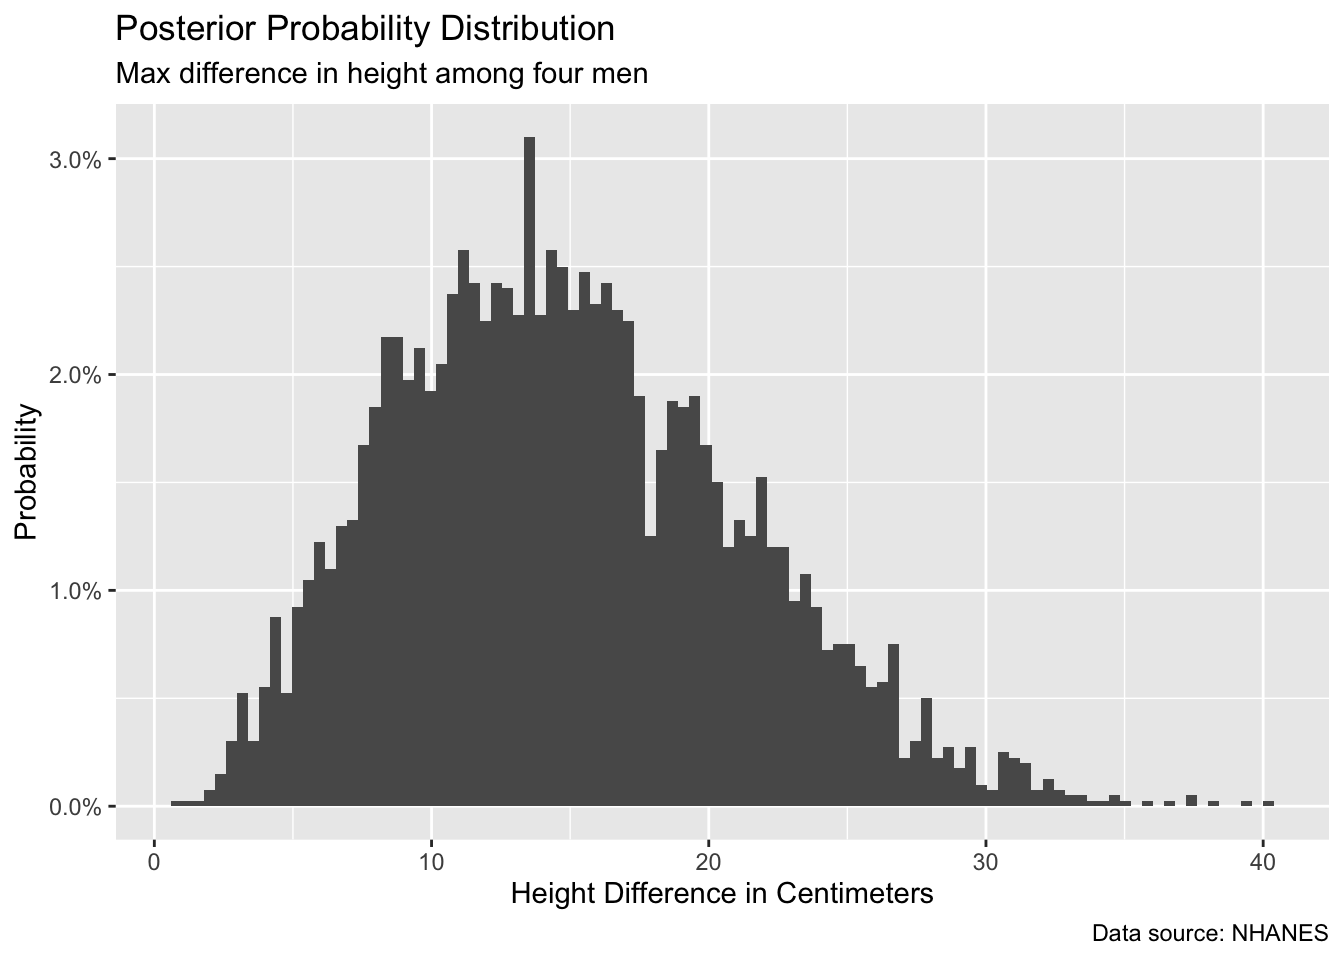 Posterior Probability Distribution
Max difference in height among four men
3.0%
2.0%
1.0%
0.0%
Probability
0
10
20
30
40
Height Difference in Centimeters
Data source: NHANES